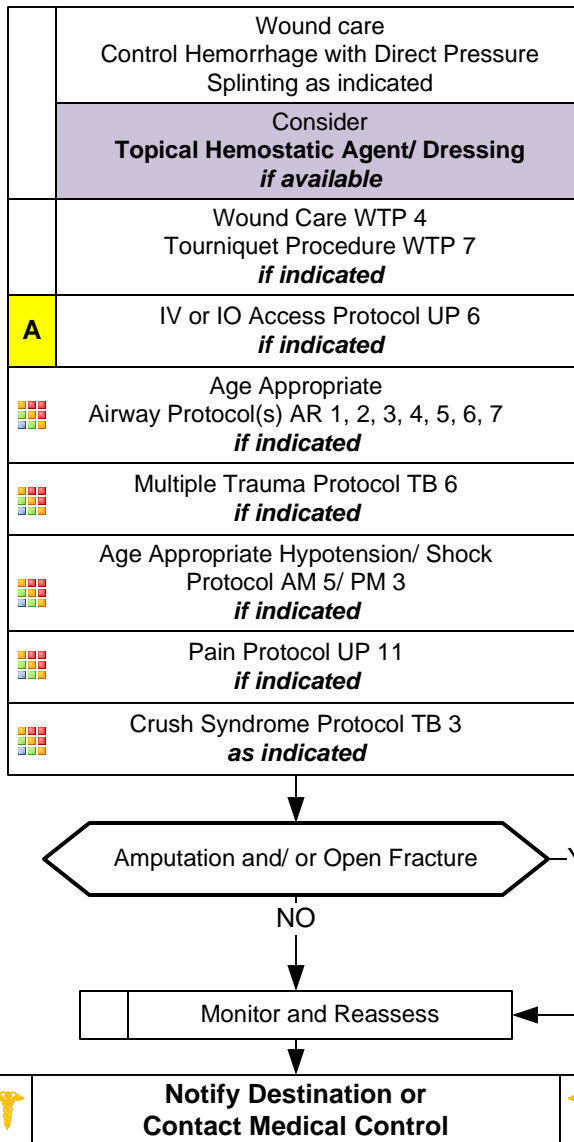 Wound care
Control Hemorrhage with Direct Pressure
Splinting as indicated
Consider
Topical Hemostatic Agent/ Dressing
if available
Wound Care WTP 4
Tourniquet Procedure WTP 7
if indicated
A
IV or IO Access Protocol UP 6
if indicated
Age Appropriate
Airway Protocol(s) AR 1, 2, 3, 4, 5, 6, 7
if indicated
Multiple Trauma Protocol TB 6
if indicated
Age Appropriate Hypotension/ Shock
Protocol AM 5/ PM 3
if indicated
Pain Protocol UP 11
if indicated
Crush Syndrome Protocol TB 3
as indicated
Amputation and/ or Open Fracture
NO
Monitor and Reassess
Notify Destination or
Contact Medical Control